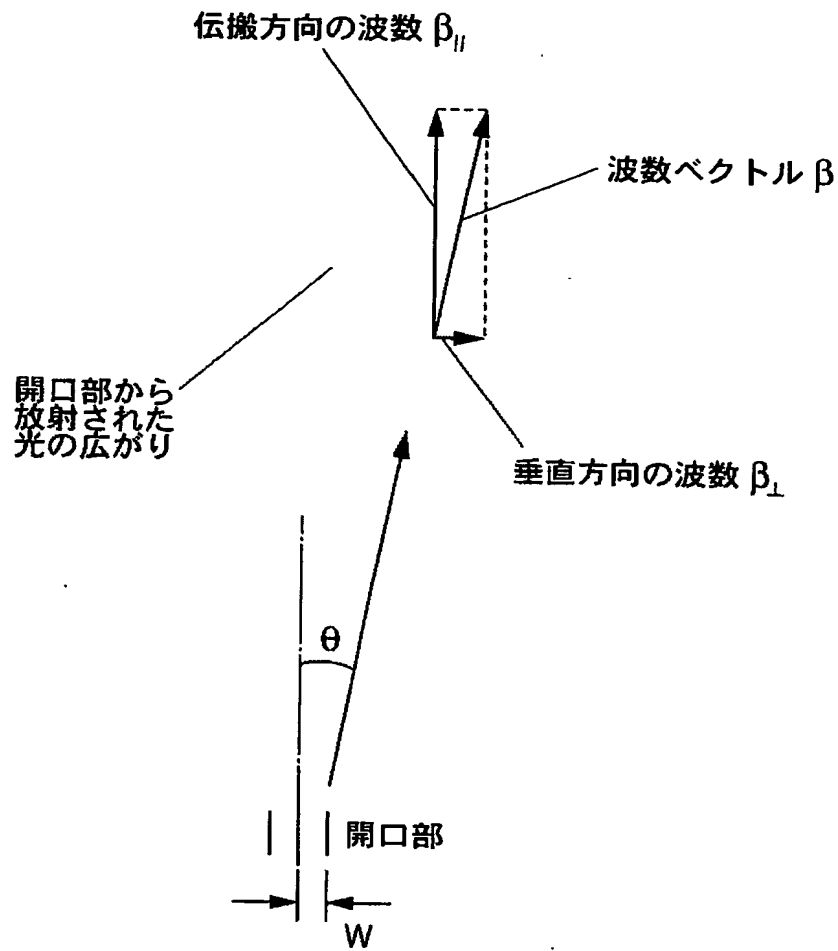 伝搬方向の波数 β∥
波数ベクトル β
開口部から
放射された
光の広がり
垂直方向の波数 β⊥
θ
開口部
W